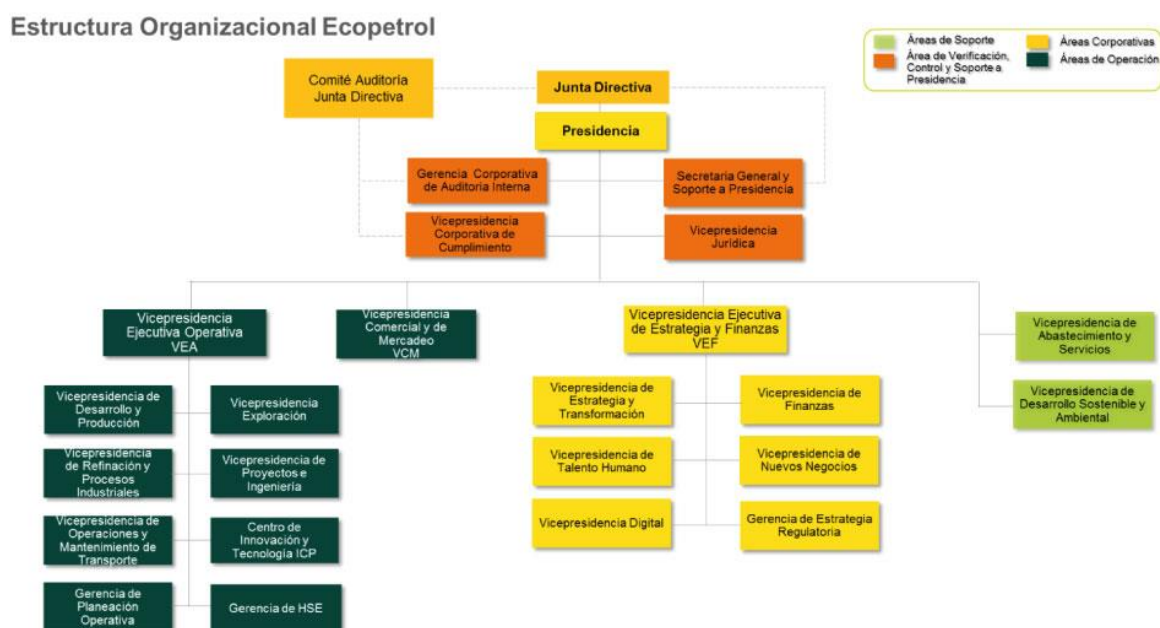 Estructura Organizacional Ecopetrol
Áreas de Soporte
Áreas Corporativas
Área de Verificación,
Control y Soporte a
Presidencia
Áreas de Operación
Comité Auditoría
Junta Directiva
Junta Directiva
Presidencia
Gerencia Corporativa
de Auditoría Interna
Secretaria General y
Soporte a Presidencia
Vicepresidencia
Corporativa de
Cumplimiento
Vicepresidencia
Jurídica
Vicepresidencia
Ejecutiva Operativa
VEA
Vicepresidencia
Comercial y de
Mercadeo
VCM
Vicepresidencia Ejecutiva
de Estrategia y Finanzas
VEF
Vicepresidencia de
Abastecimiento y
Servicios
Vicepresidencia de
Desarrollo Sostenible y
Ambiental
Vicepresidencia de
Desarrollo y
Producción
Vicepresidencia
Exploración
Vicepresidencia
de Refinación y
Procesos
Industriales
Vicepresidencia de
Proyectos e
Ingeniería
Vicepresidencia de
Operaciones y
Mantenimiento de
Transporte
Centro de
Innovación y
Tecnología ICP
Gerencia de
Planeación
Operativa
Gerencia de HSE
Vicepresidencia de
Estrategia y
Transformación
Vicepresidencia de
Finanzas
Vicepresidencia de
Talento Humano
Vicepresidencia de
Nuevos Negocios
Vicepresidencia Digital
Gerencia de Estrategia
Regulatoria